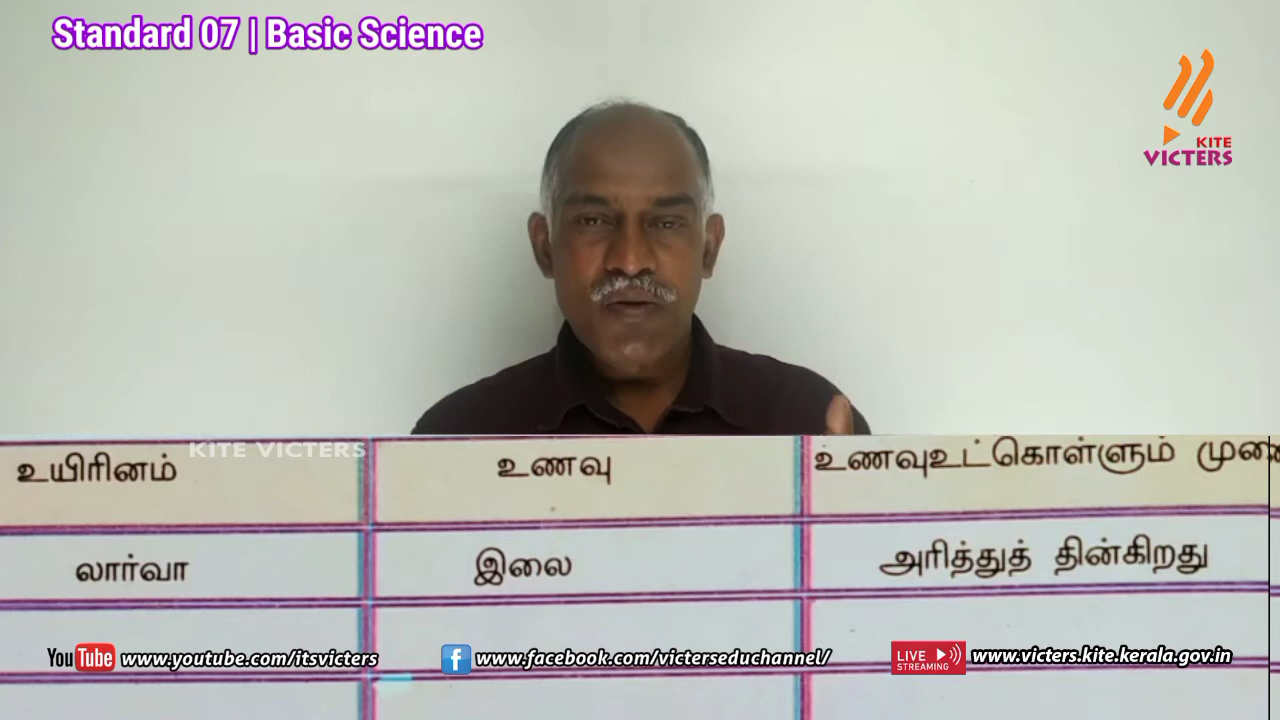 Standard 07 | Basic Science
KITE
VICTERS
KITE VICTERS
உயிரினம் உணவு உணவுஉட்கொள்ளும்
லார்வா இலை அரித்துத் தின்கிறது
YouTube www.youtube.com/itsvicters
f www.facebook.com/victerseduchannel/
LIVE
STREAMING
www.victers.kite.kerala.gov.in